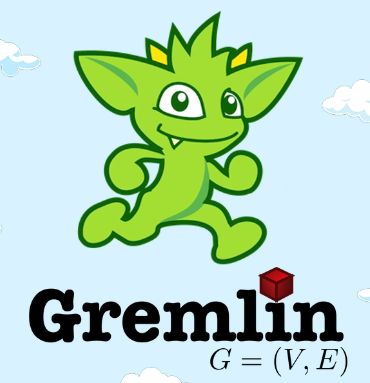 Gremlin
G = (V, E)